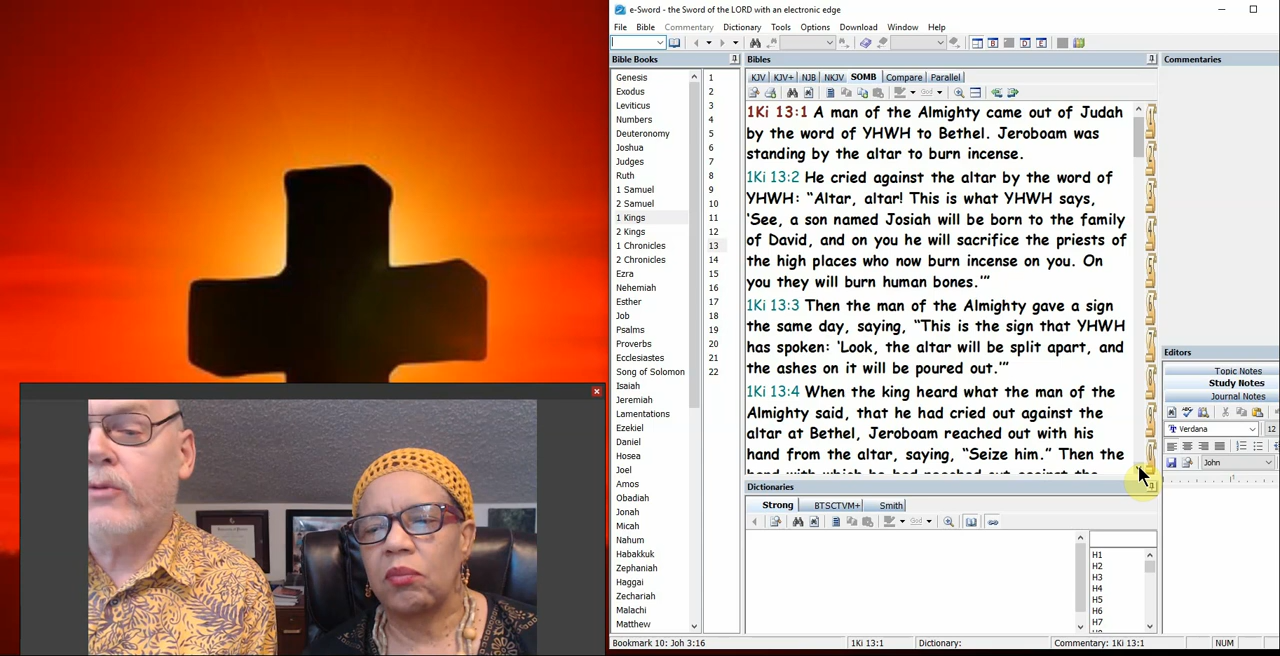 e-Sword - the Sword of the LORD with an electronic edge
File Bible Commentary Dictionary Tools Options Download Window Help
Bible Books
Genesis
Exodus
Leviticus
Numbers
Deuteronomy
Joshua
Judges
Ruth
1 Samuel
2 Samuel
1 Kings
2 Kings
1 Chronicles
2 Chronicles
Ezra
Nehemiah
Esther
Job
Psalms
Proverbs
Ecclesiastes
Song of Solomon
Isaiah
Jeremiah
Lamentations
Ezekiel
Daniel
Hosea
Joel
Amos
Obadiah
Jonah
Micah
Nahum
Habakkuk
Zephaniah
Haggai
Zechariah
Malachi
Matthew
1
2
3
4
5
6
7
8
9
10
11
12
13
14
15
16
17
18
19
20
21
22
Bibles
KJV KJV+ NJB NKJV SOMB Compare Parallel
1Ki 13:1 A man of the Almighty came out of Judah
by the word of YHWH to Bethel. Jeroboam was
standing by the altar to burn incense.
1Ki 13:2 He cried against the altar by the word of
YHWH: “Altar, altar! This is what YHWH says,
‘See, a son named Josiah will be born to the family
of David, and on you he will sacrifice the priests of
the high places who now burn incense on you. On
you they will burn human bones.’”
1Ki 13:3 Then the man of the Almighty gave a sign
the same day, saying, “This is the sign that YHWH
has spoken: ‘Look, the altar will be split apart, and
the ashes on it will be poured out.’”
1Ki 13:4 When the king heard what the man of the
Almighty said, that he had cried out against the
altar at Bethel, Jeroboam reached out with his
hand from the altar, saying, “Seize him.” Then the
hand with which he had reached out against the
Dictionaries
Strong BTSCTVM+ Smith
H1
H2
H3
H4
H5
H6
H7
Commentaries
Editors
Topic Notes
Study Notes
Journal Notes
Verdana 12
John
Bookmark 10: Joh 3:16 1Ki 13:1 Dictionary: Commentary: 1Ki 13:1 NUM